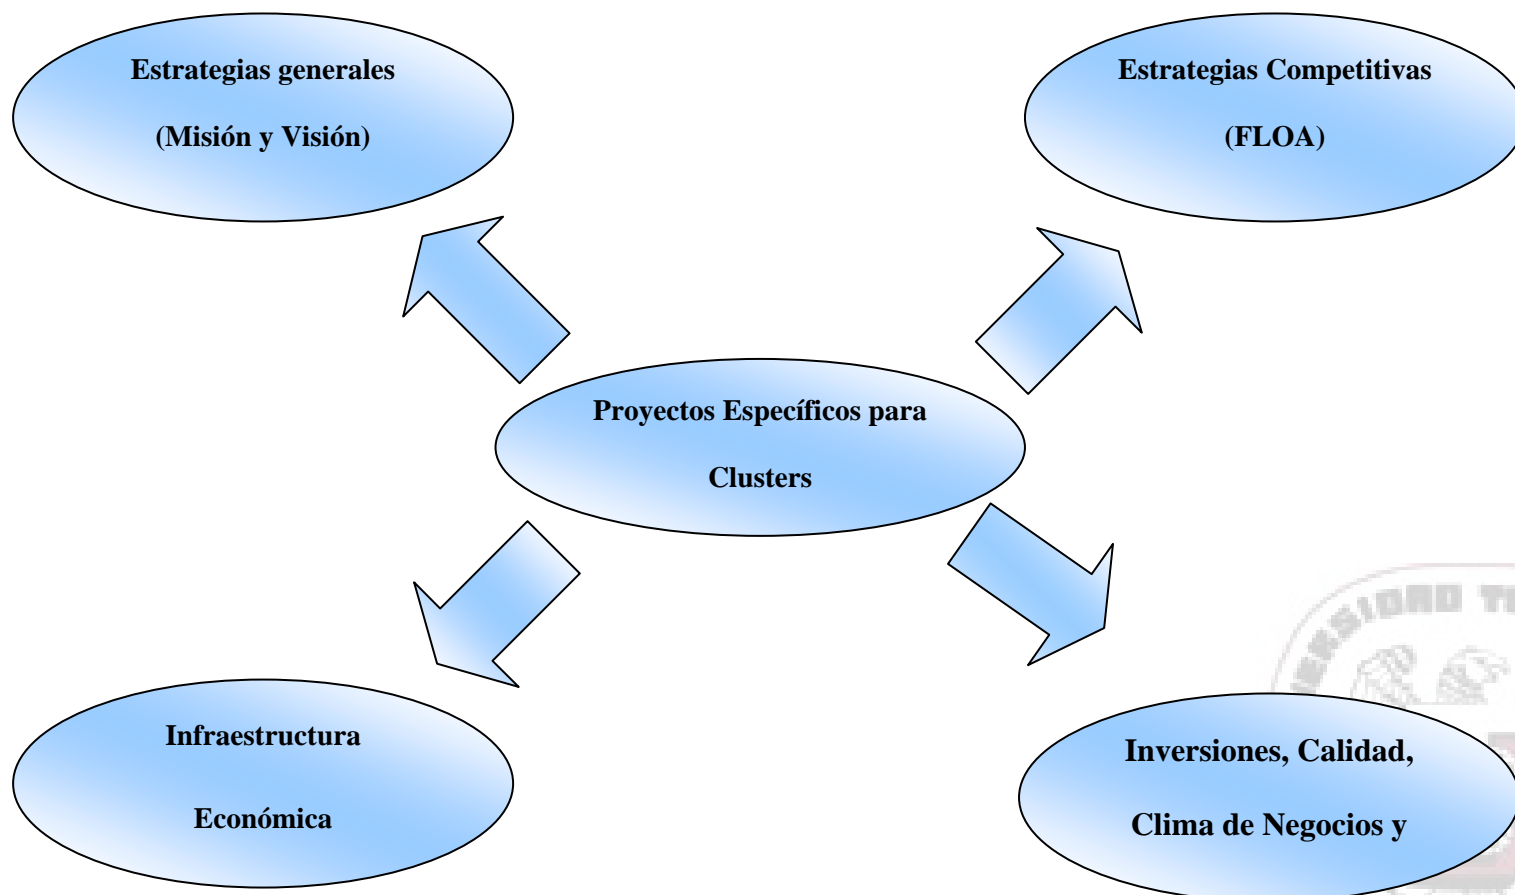 Estrategias generales
(Misión y Visión)
Estrategias Competitivas
(FLOA)
Proyectos Específicos para
Clusters
Infraestructura
Económica
Inversiones, Calidad,
Clima de Negocios y